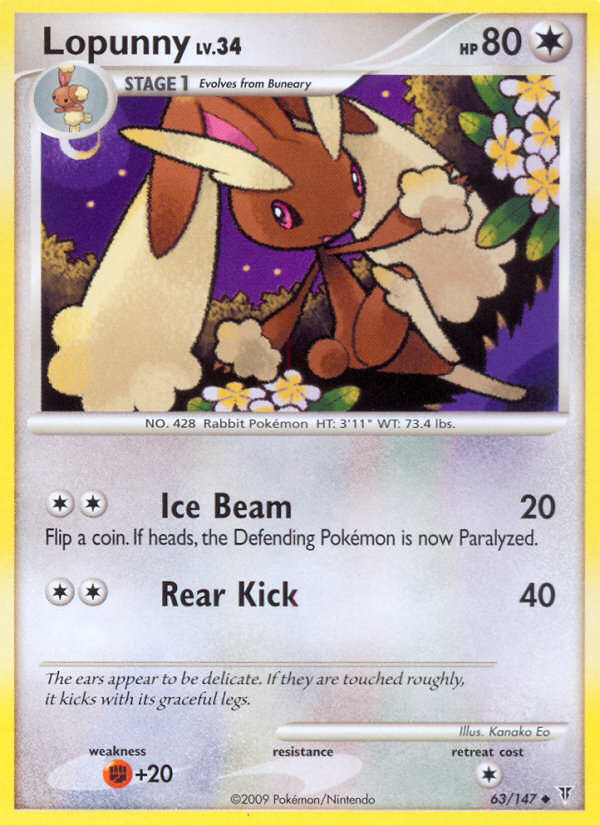 Lopunny LV.34
HP 80
STAGE 1 Evolves from Buneary
NO. 428 Rabbit Pokémon HT: 3'11" WT: 73.4 lbs.
Ice Beam 20
Flip a coin. If heads, the Defending Pokémon is now Paralyzed.
Rear Kick 40
The ears appear to be delicate. If they are touched roughly,
it kicks with its graceful legs.
Illus. Kanako Eo
weakness resistance retreat cost
+20
©2009 Pokémon/Nintendo 63/147